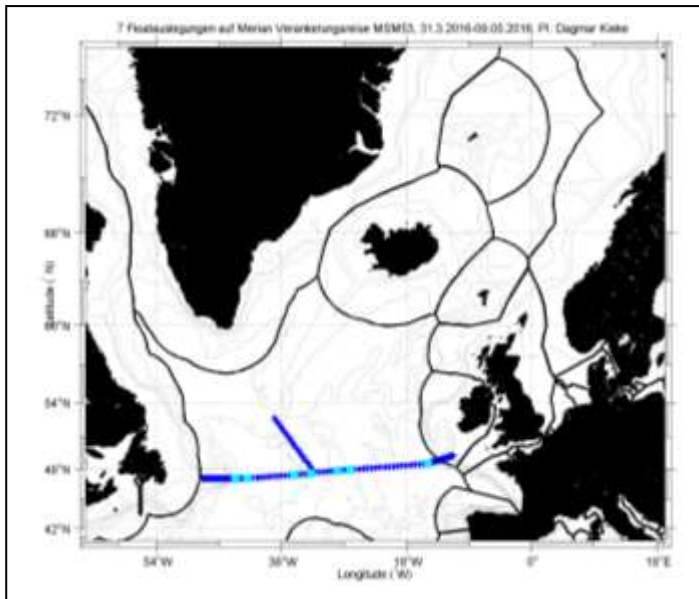 7 Floatauslegungen auf Merian Verankerungsreise MSM53, 31.3.2016-09.05.2016, PI: Dagmar Kieke
72°N
66°N
60°N
54°N
48°N
42°N
Latitude (°N)
54°W
36°W
18°W
0°
18°E
Longitude (°W)